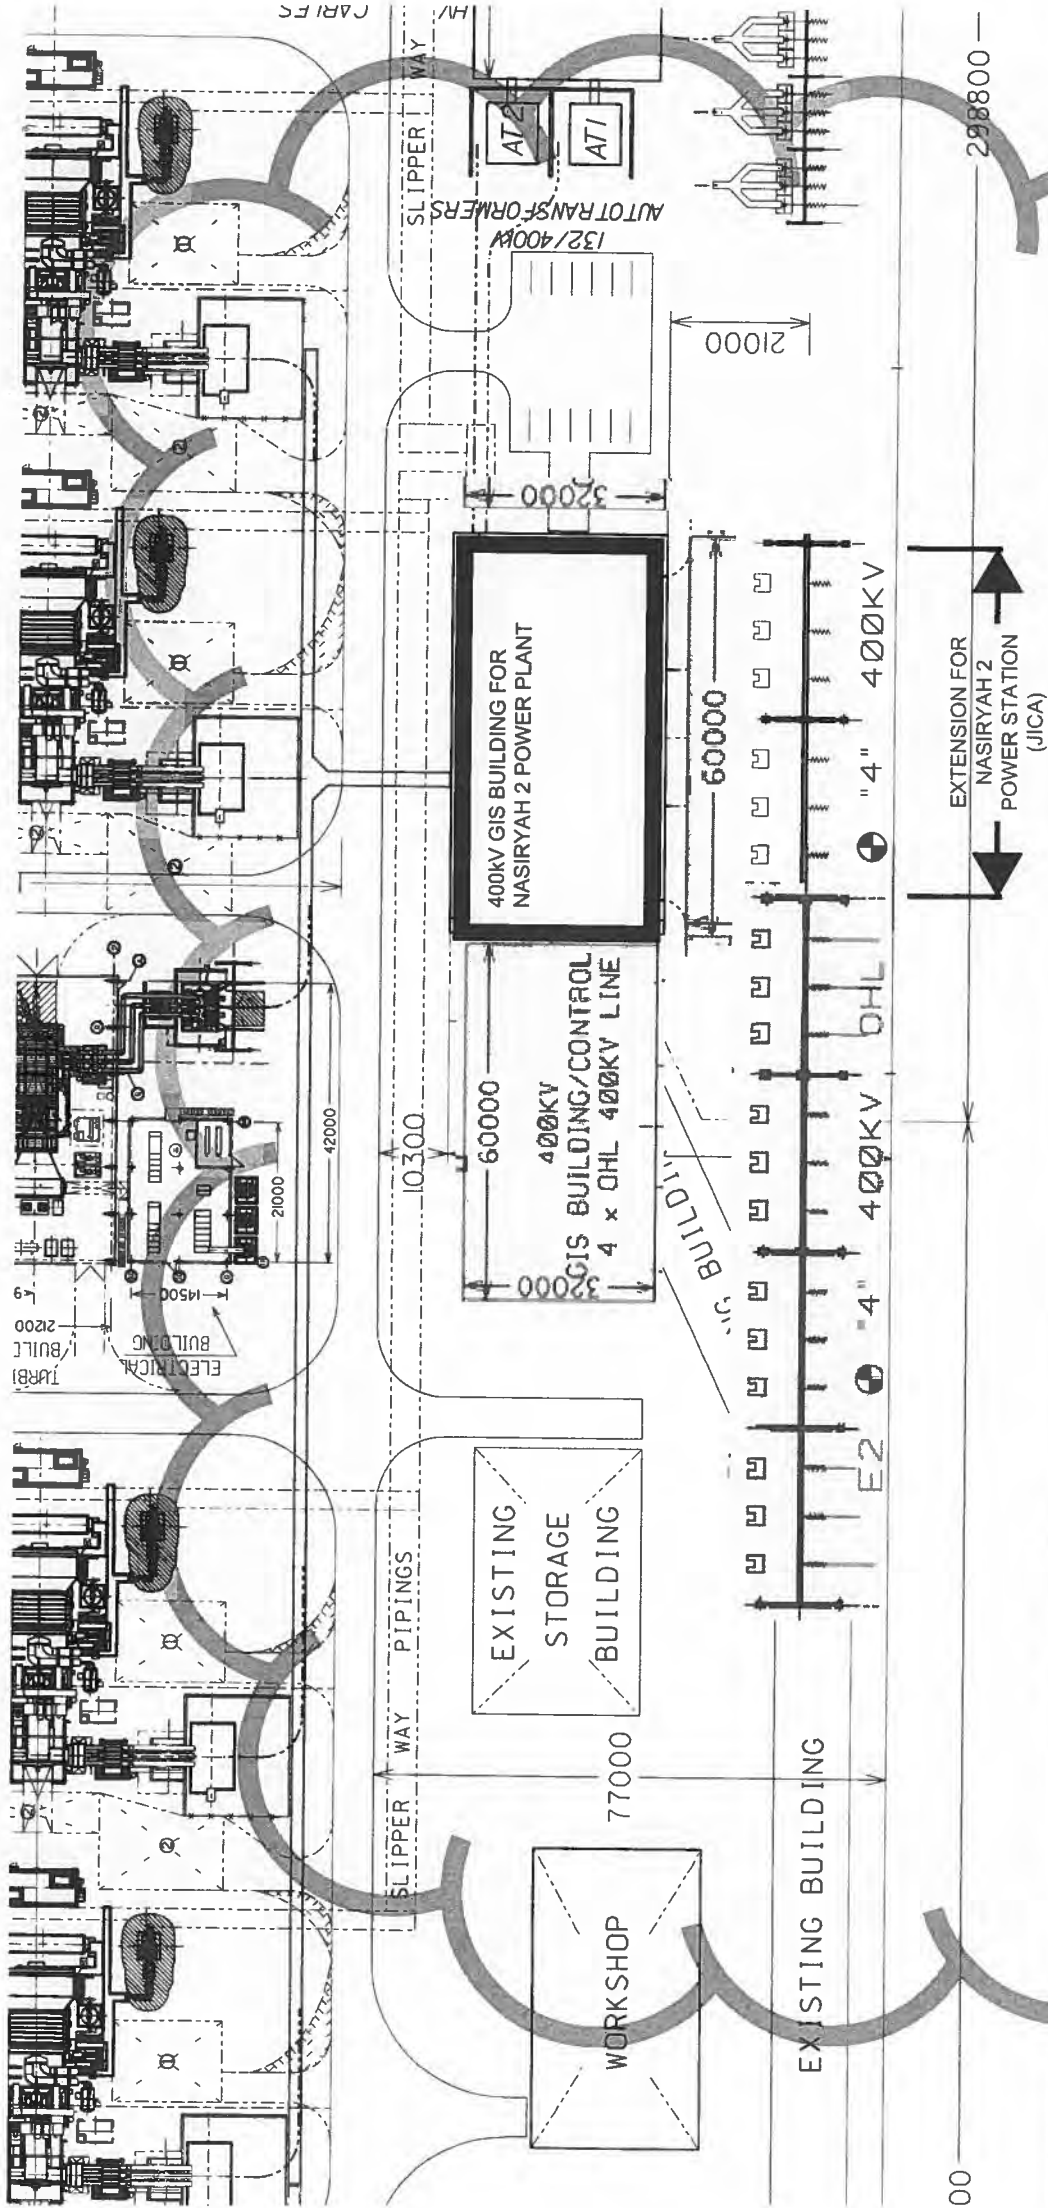 HV CABLES
SLIPPER WAY
AT2
AT1
132/400kV
AUTOTRANSFORMERS
21000
298800
32000
400kV GIS BUILDING FOR
NASIRYAH 2 POWER PLANT
60000
"4" 400KV
EXTENSION FOR
NASIRYAH 2
POWER STATION
(JICA)
60000
400KV
GIS BUILDING/CONTROL
4 x OHL 400KV LINE
32000
10300
42000
21000
14500
21200
ELECTRICAL
BUILDING
E2 "4" 400KV OHL
SLIPPER WAY PIPINGS
EXISTING
STORAGE
BUILDING
77000
WORKSHOP
EXISTING BUILDING